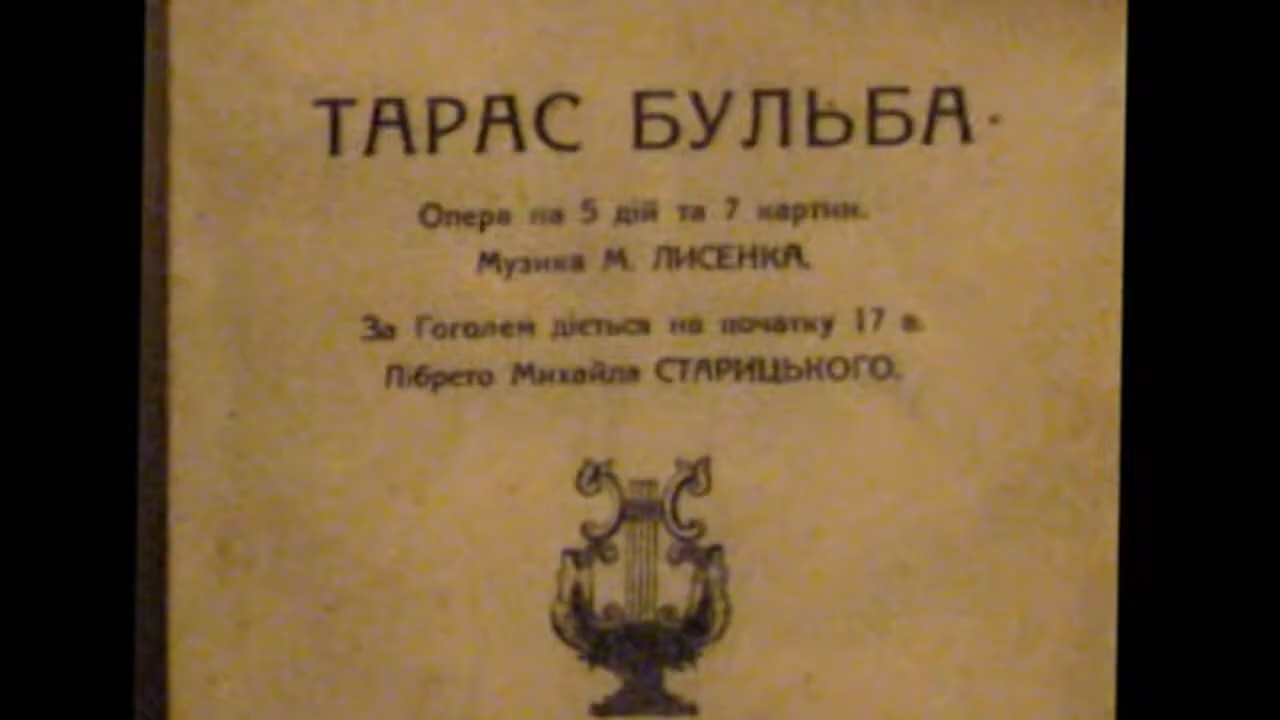 ТАРАС БУЛЬБА.
Опера на 5 дій та 7 картин.
Музика М. ЛИСЕНКА.
За Гоголем діється на початку 17 в.
Лібрето Михайла СТАРИЦЬКОГО.